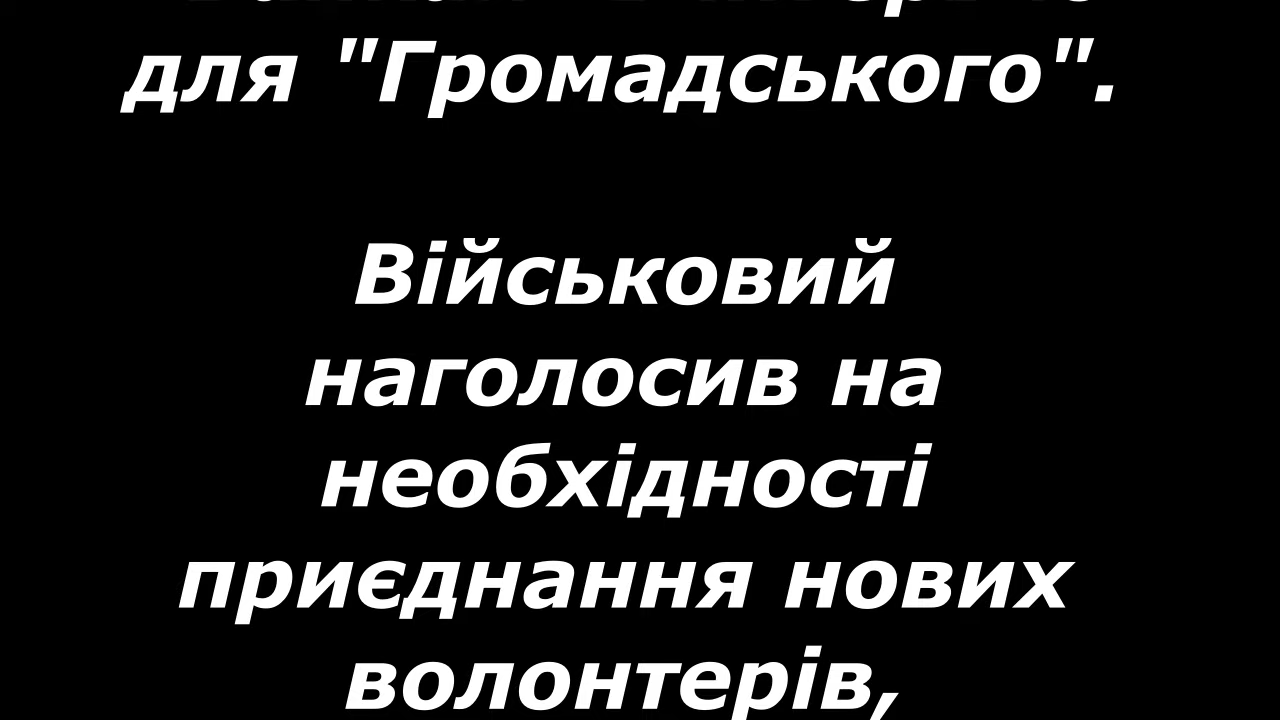 для "Громадського".
Військовий
наголосив на
необхідності
приєднання нових
волонтерів,